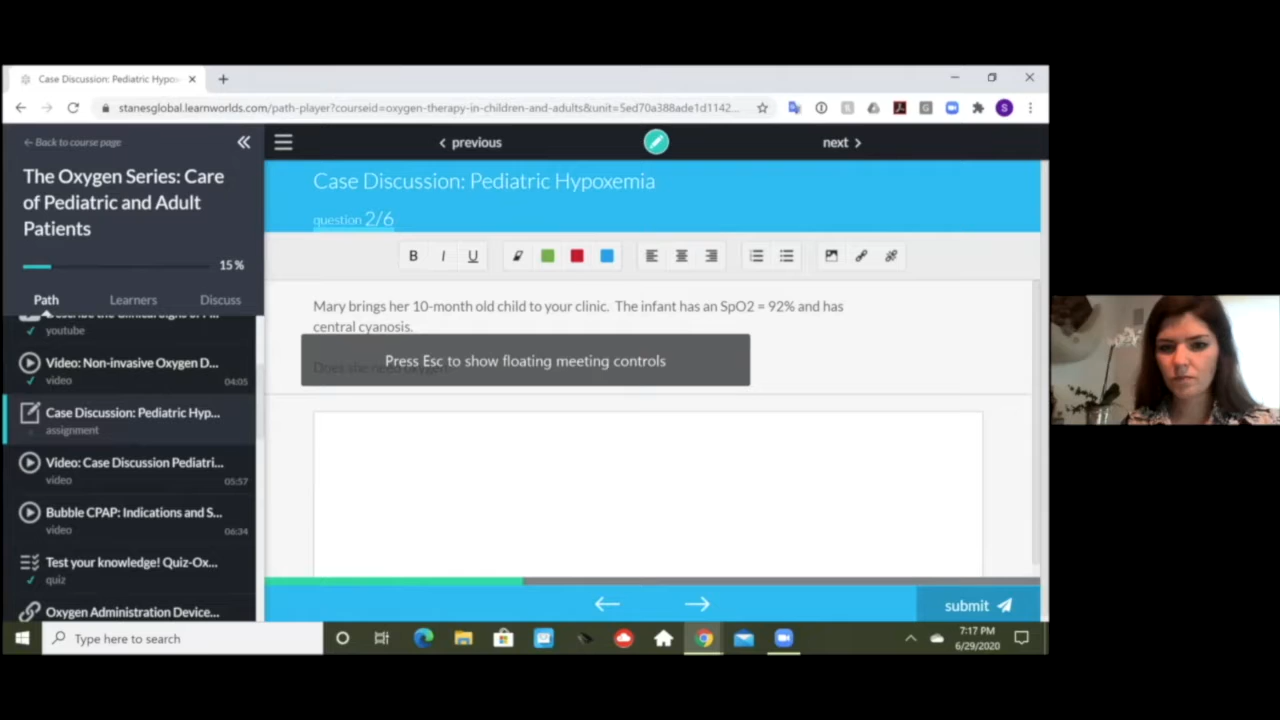 Case Discussion: Pediatric Hypo
stanesglobal.learnworlds.com/path-player?courseid=oxygen-therapy-in-children-and-adults&unit=5ed70a388ade1d1142...
S
Back to course page
previous
next
The Oxygen Series: Care
of Pediatric and Adult
Patients
15%
Path
Learners
Discuss
youtube
Video: Non-invasive Oxygen D...
video
04:05
Case Discussion: Pediatric Hyp...
assignment
Video: Case Discussion Pediatri...
video
05:57
Bubble CPAP: Indications and S...
video
06:34
Test your knowledge! Quiz-Ox...
quiz
Oxygen Administration Device...
Case Discussion: Pediatric Hypoxemia
question 2/6
B I U
Mary brings her 10-month old child to your clinic. The infant has an SpO2 = 92% and has
central cyanosis.
Press Esc to show floating meeting controls
Does she need oxygen?
submit
Type here to search
7:17 PM
6/29/2020